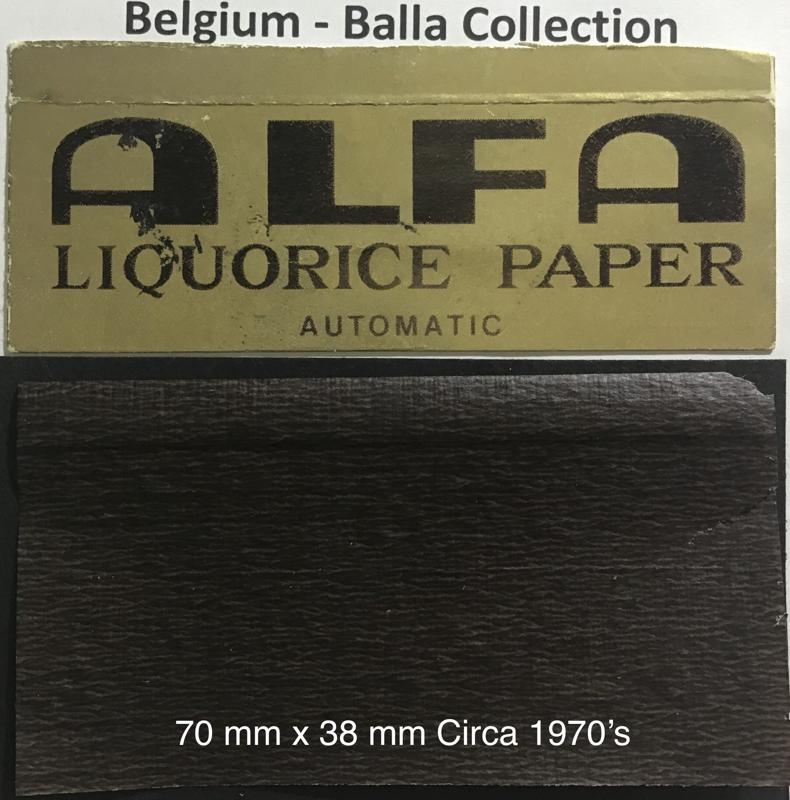 Belgium - Balla Collection
ALFA
LIQUORICE PAPER
AUTOMATIC
70 mm x 38 mm Circa 1970’s